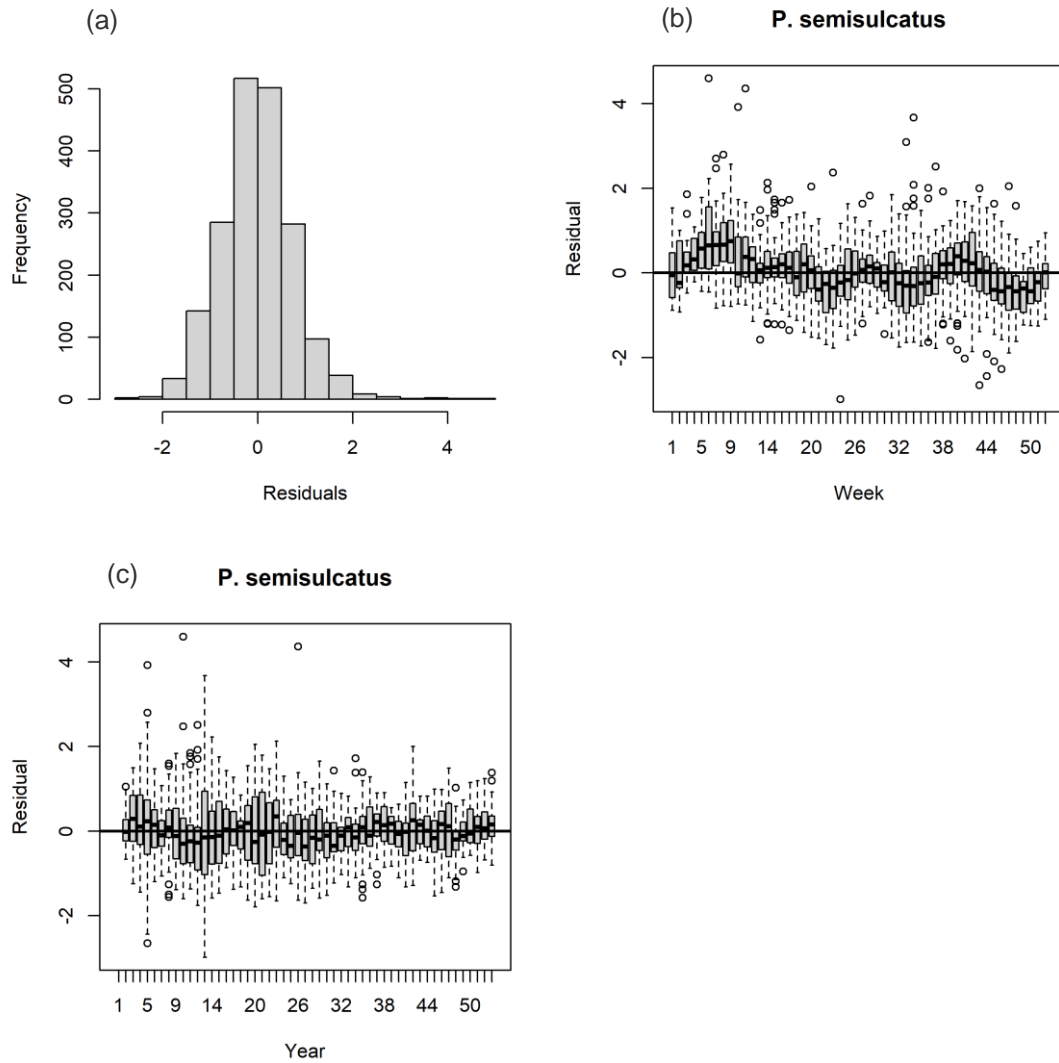 (a)
500
400
300
200
100
0
Frequency
-2 0 2 4
Residuals
(b) P. semisulcatus
4
2
0
-2
Residual
1 5 9 14 20 26 32 38 44 50
Week
(c) P. semisulcatus
4
2
0
-2
Residual
1 5 9 14 20 26 32 38 44 50
Year